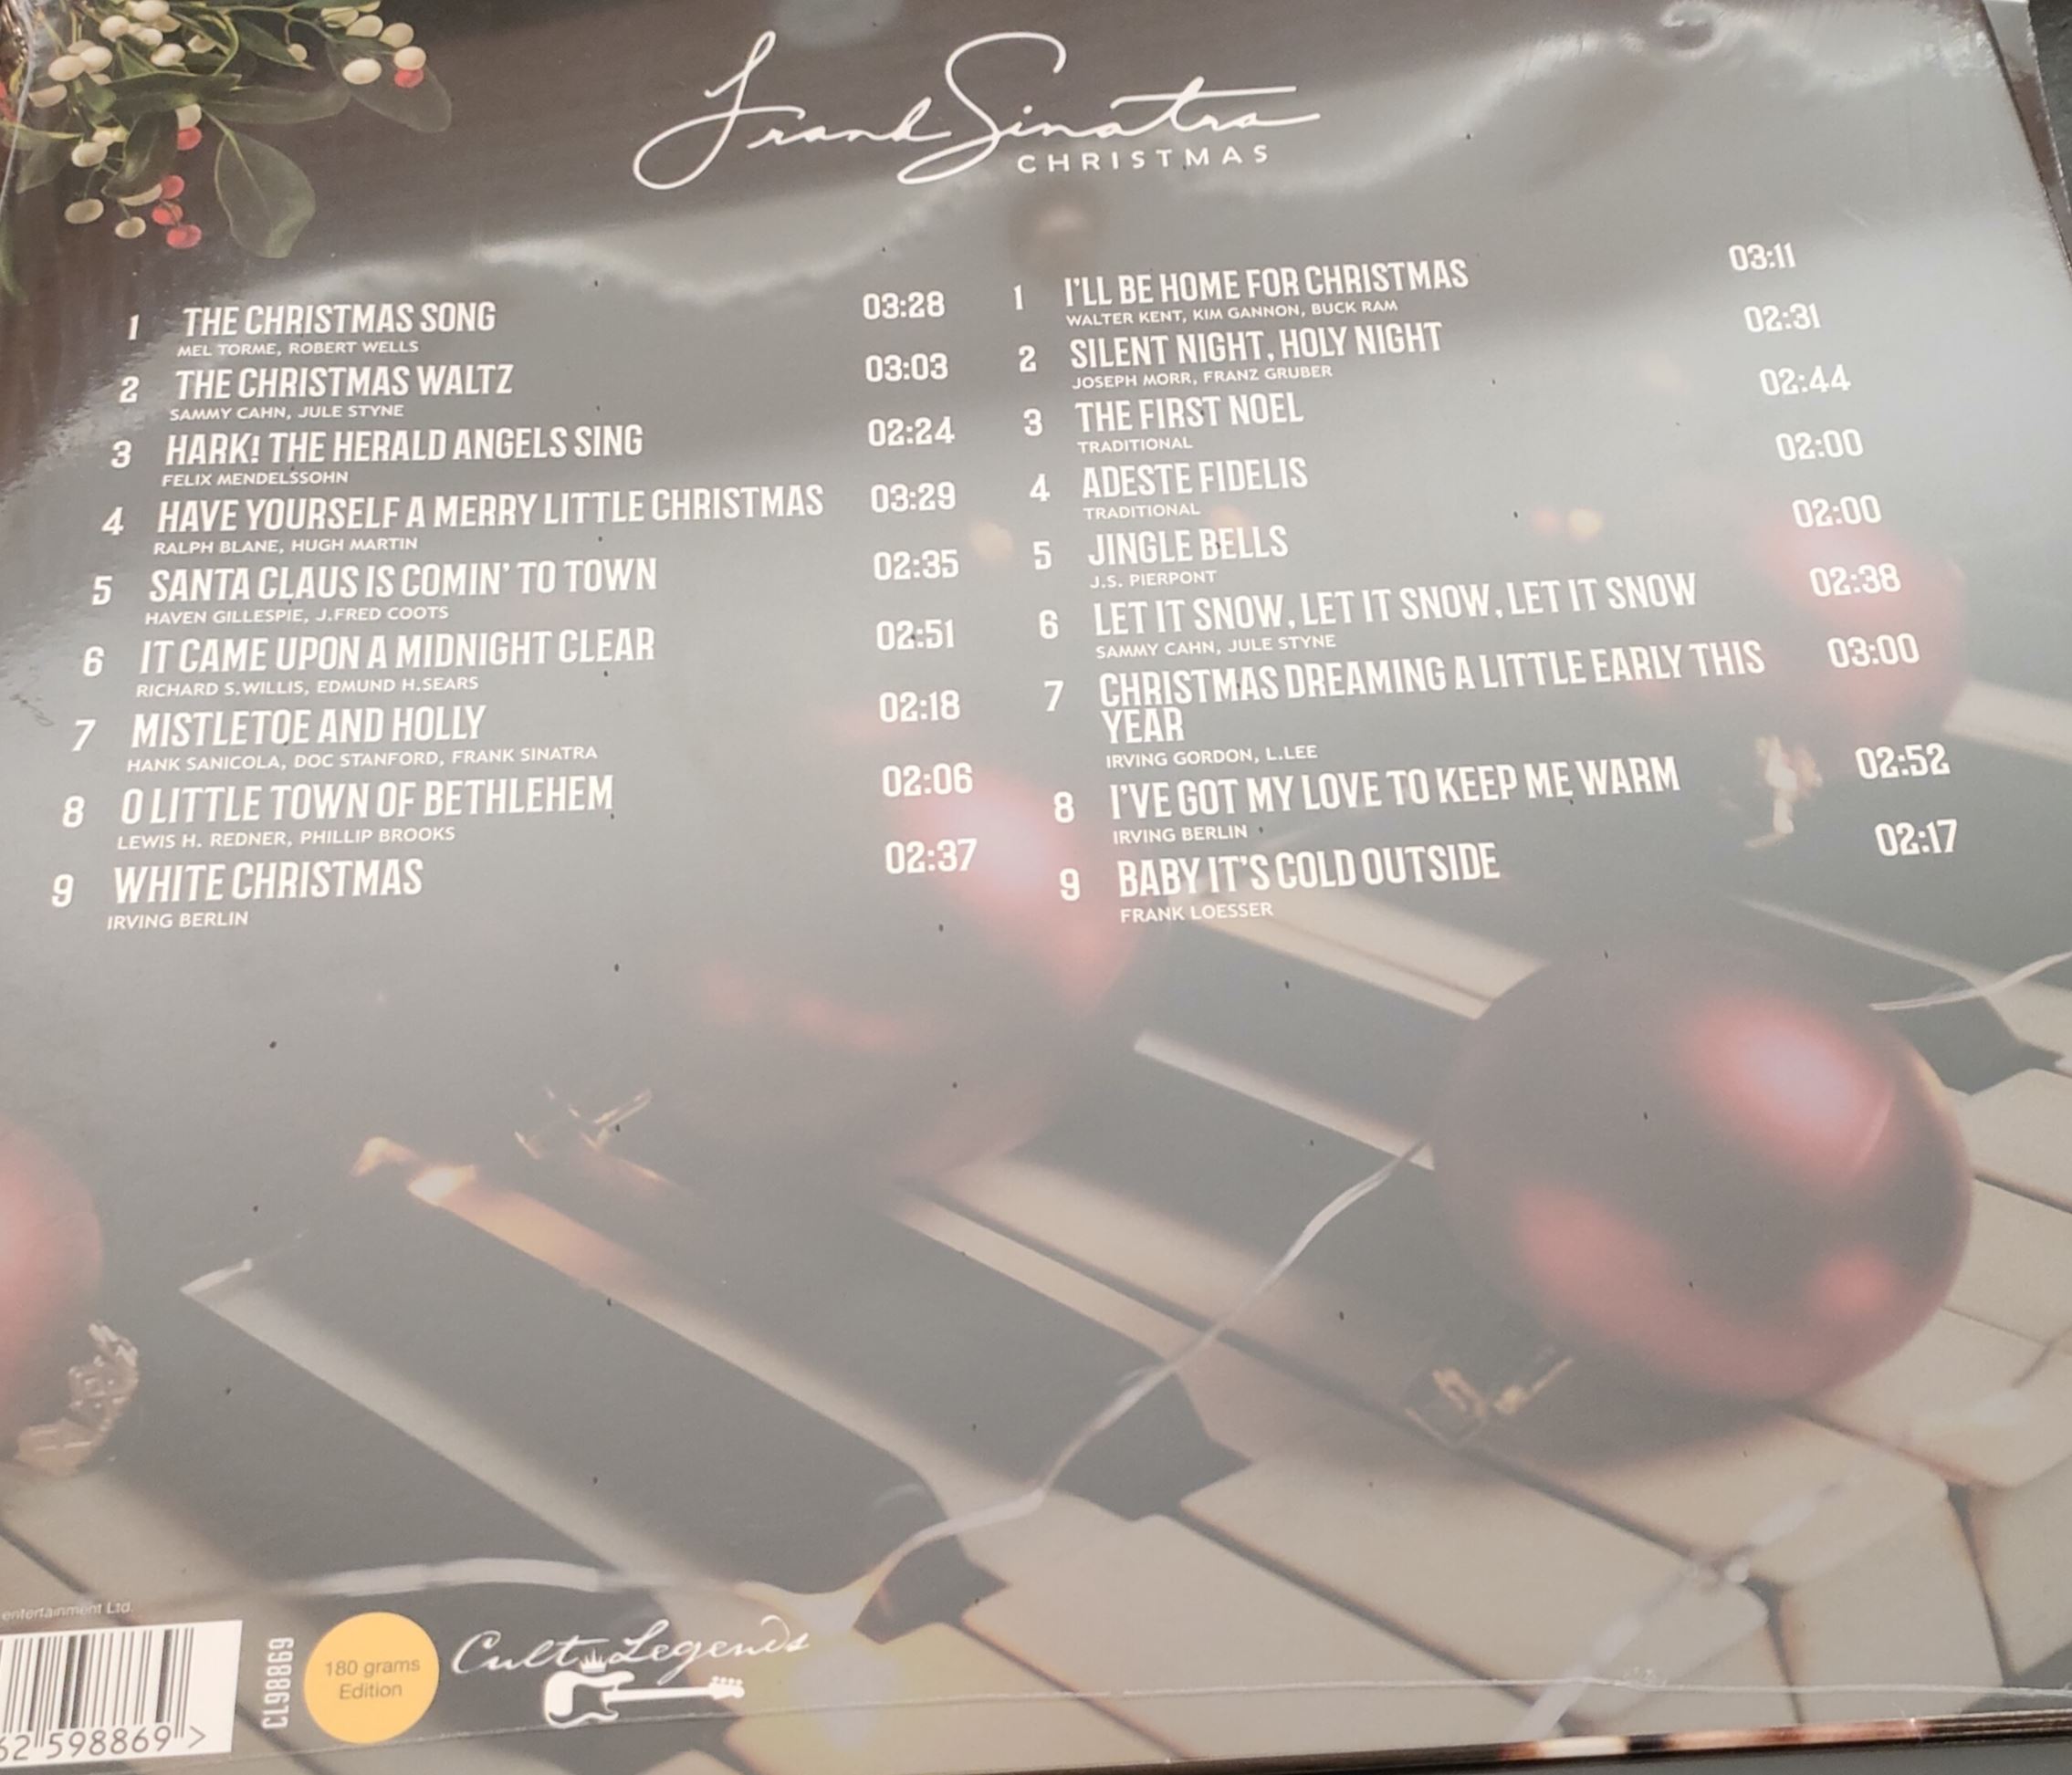 Frank Sinatra
CHRISTMAS
1 THE CHRISTMAS SONG 03:28
MEL TORME, ROBERT WELLS
2 THE CHRISTMAS WALTZ 03:03
SAMMY CAHN, JULE STYNE
3 HARK! THE HERALD ANGELS SING 02:24
FELIX MENDELSSOHN
4 HAVE YOURSELF A MERRY LITTLE CHRISTMAS 03:29
RALPH BLANE, HUGH MARTIN
5 SANTA CLAUS IS COMIN' TO TOWN 02:35
HAVEN GILLESPIE, J.FRED COOTS
6 IT CAME UPON A MIDNIGHT CLEAR 02:51
RICHARD S.WILLIS, EDMUND H.SEARS
7 MISTLETOE AND HOLLY 02:18
HANK SANICOLA, DOC STANFORD, FRANK SINATRA
8 O LITTLE TOWN OF BETHLEHEM 02:06
LEWIS H. REDNER, PHILLIP BROOKS
9 WHITE CHRISTMAS 02:37
IRVING BERLIN
1 I'LL BE HOME FOR CHRISTMAS 03:11
WALTER KENT, KIM GANNON, BUCK RAM
2 SILENT NIGHT, HOLY NIGHT 02:31
JOSEPH MORR, FRANZ GRUBER
3 THE FIRST NOEL 02:44
TRADITIONAL
4 ADESTE FIDELIS 02:00
TRADITIONAL
5 JINGLE BELLS 02:00
J.S. PIERPONT
6 LET IT SNOW, LET IT SNOW, LET IT SNOW 02:38
SAMMY CAHN, JULE STYNE
7 CHRISTMAS DREAMING A LITTLE EARLY THIS 03:00
YEAR
IRVING GORDON, L.LEE
8 I'VE GOT MY LOVE TO KEEP ME WARM 02:52
IRVING BERLIN
9 BABY IT'S COLD OUTSIDE 02:17
FRANK LOESSER
entertainment Ltd.
62 598869 >
CL98869
180 grams
Edition
Cult Legends